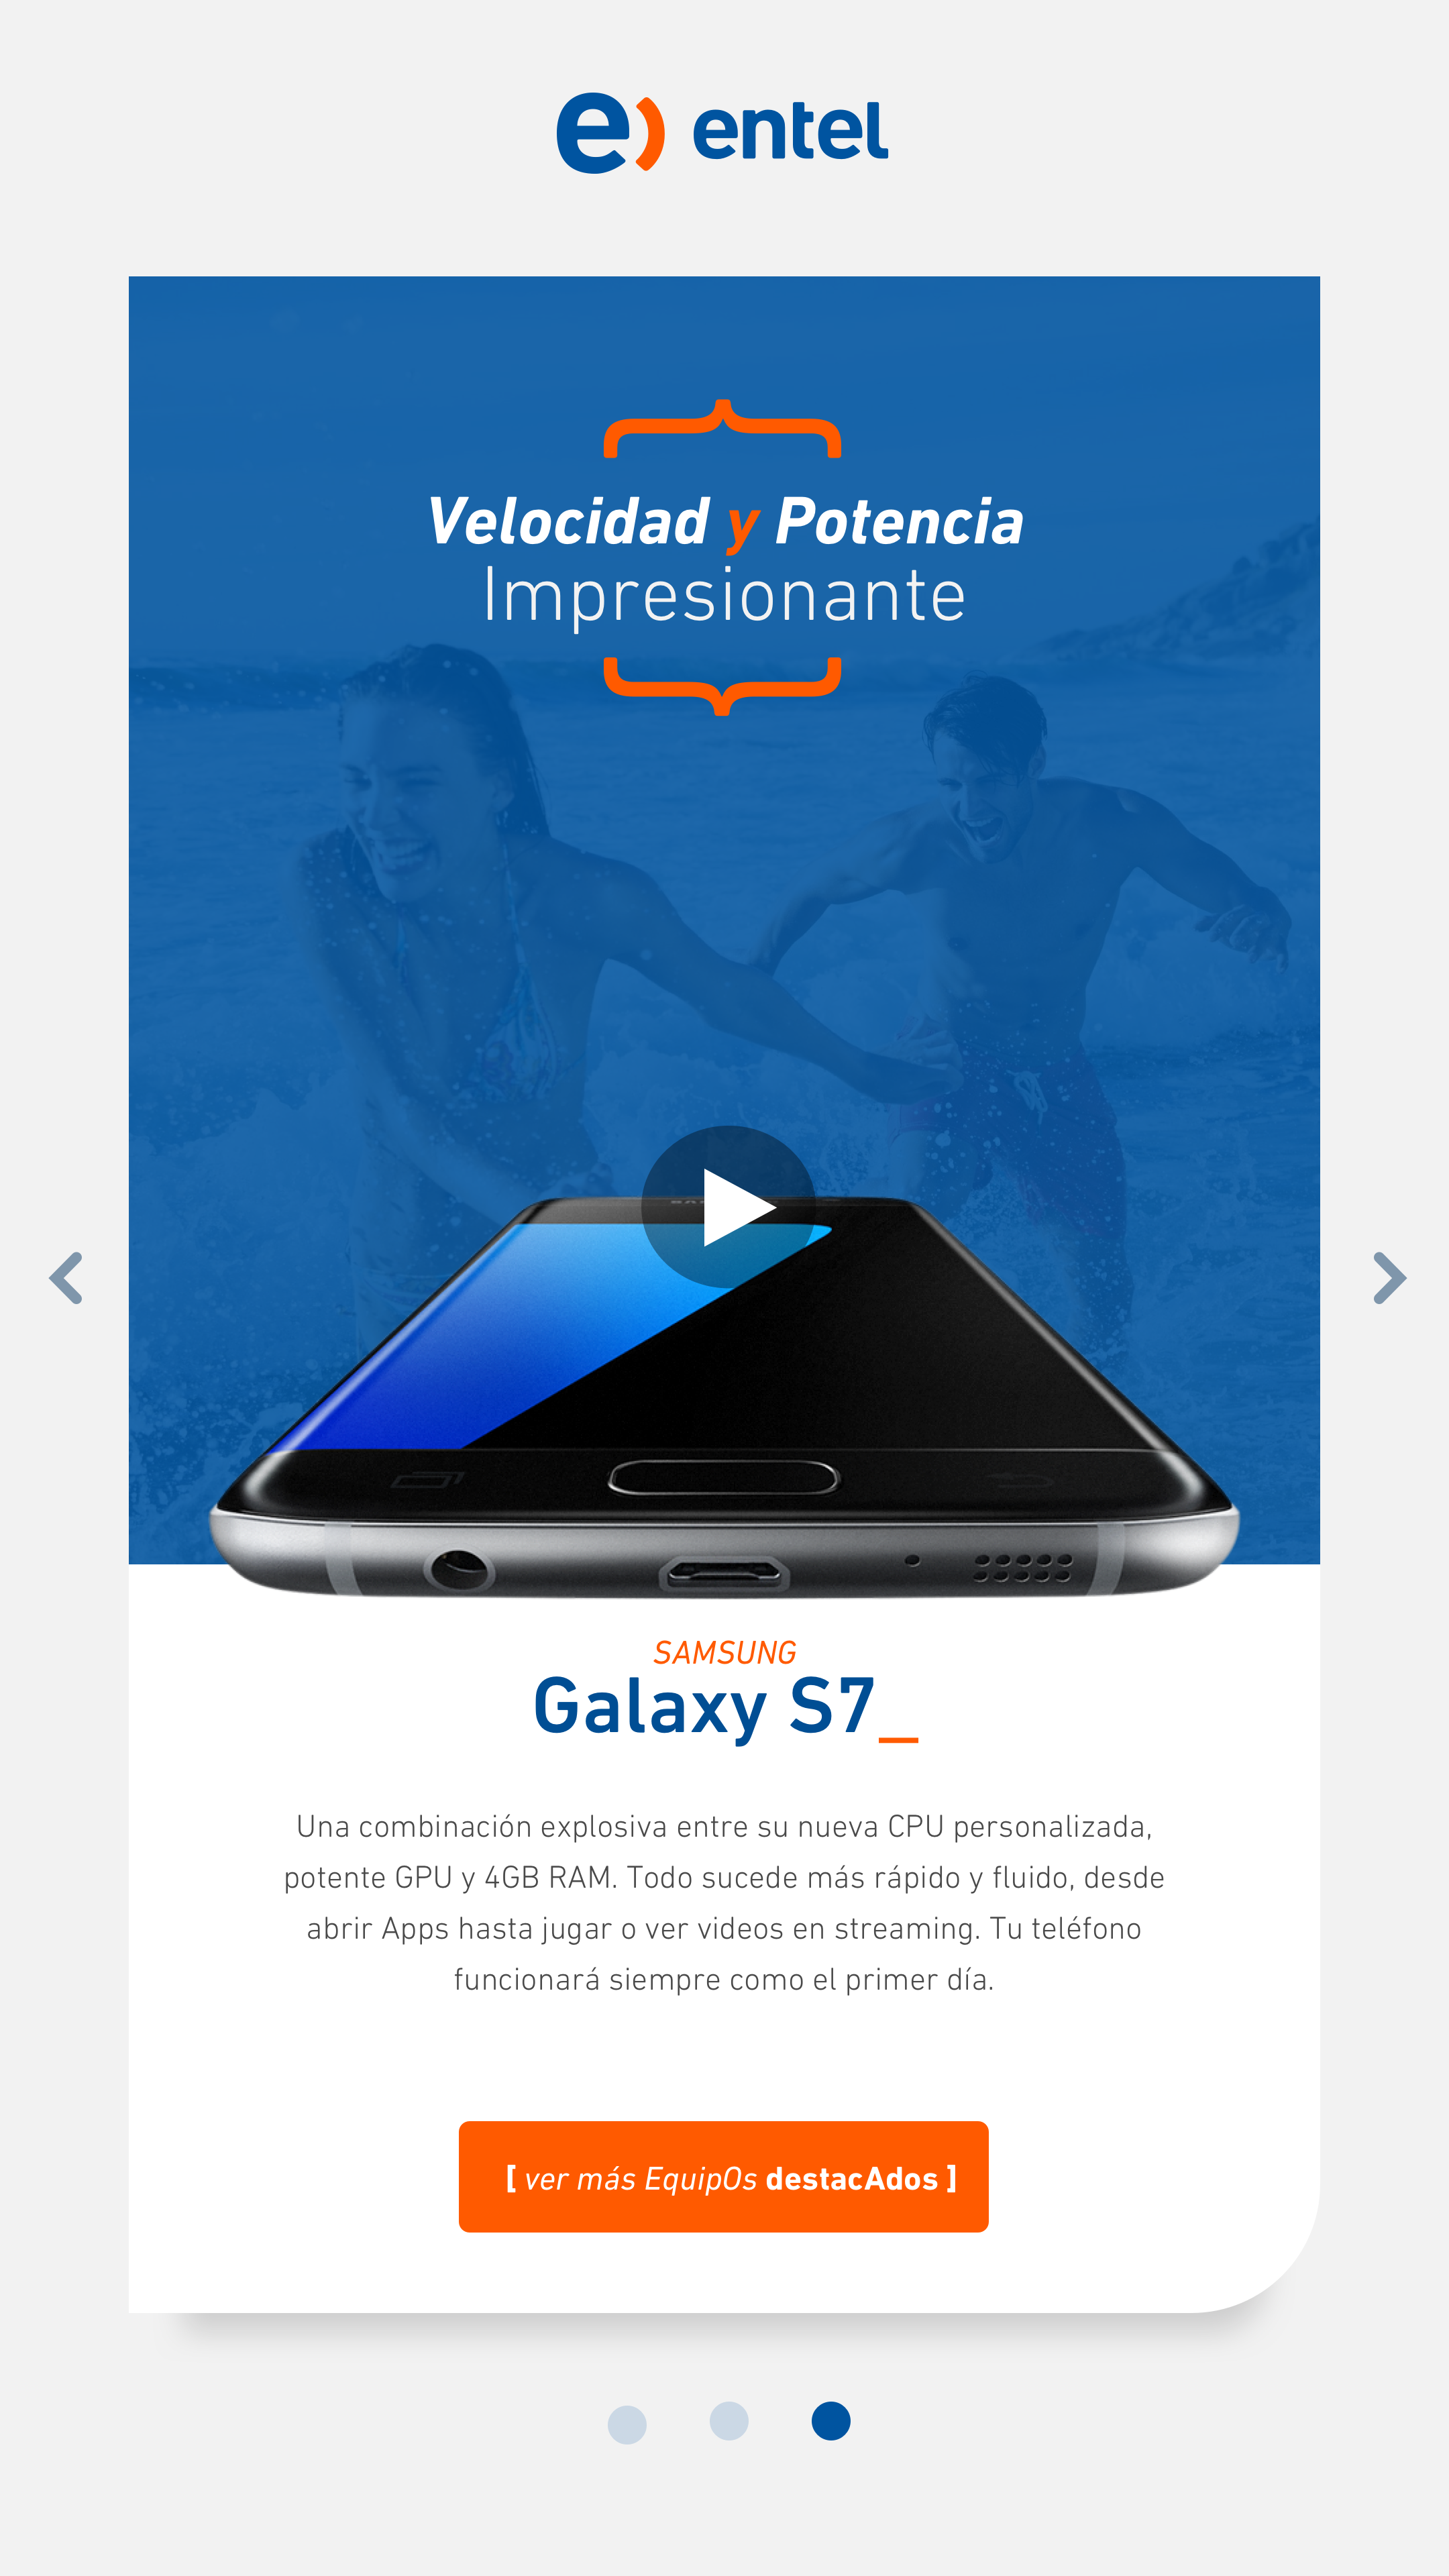 e) entel
Velocidad y Potencia
Impresionante
SAMSUNG
Galaxy S7_
Una combinación explosiva entre su nueva CPU personalizada,
potente GPU y 4GB RAM. Todo sucede más rápido y fluido, desde
abrir Apps hasta jugar o ver videos en streaming. Tu teléfono
funcionará siempre como el primer día.
[ ver más EquipOs destacAdos ]